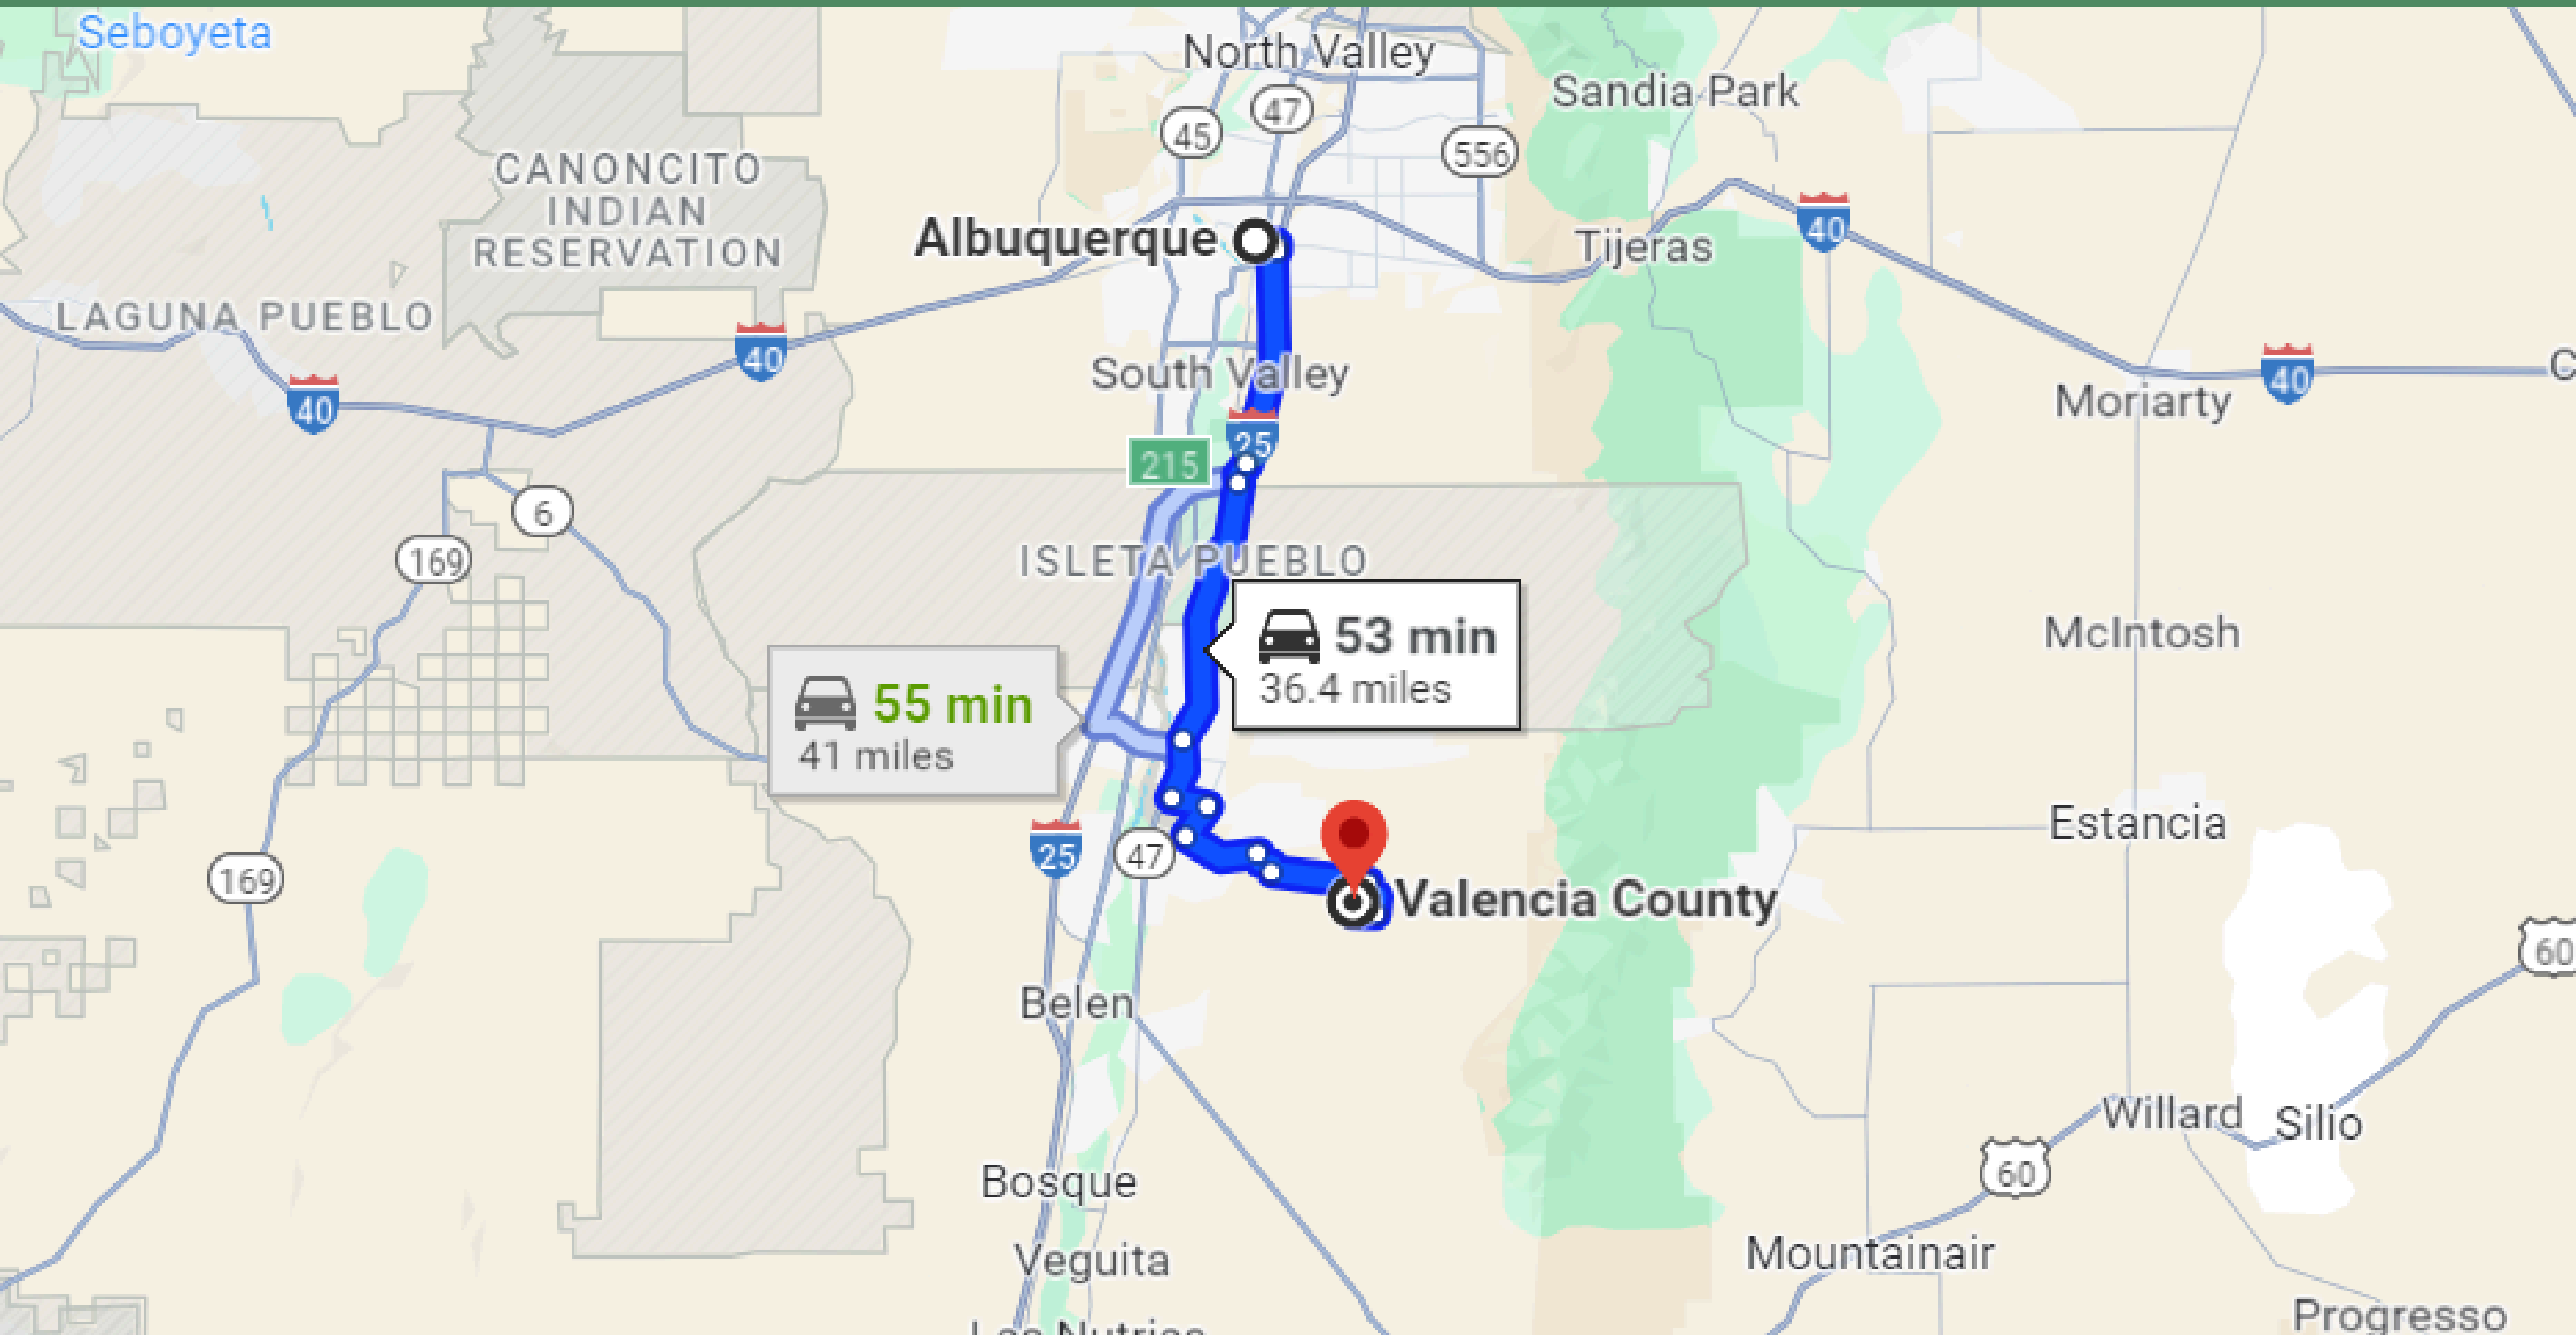 Seboyeta
North Valley
Sandia Park
47
45
556
CANONCITO
INDIAN
RESERVATION
Albuquerque
Tijeras
40
LAGUNA PUEBLO
40
40
40
South Valley
Moriarty
25
215
6
169
ISLETA PUEBLO
53 min
36.4 miles
McIntosh
55 min
41 miles
Estancia
25
47
169
Valencia County
60
Belen
Willard
Silio
60
Bosque
Veguita
Mountainair
Progresso